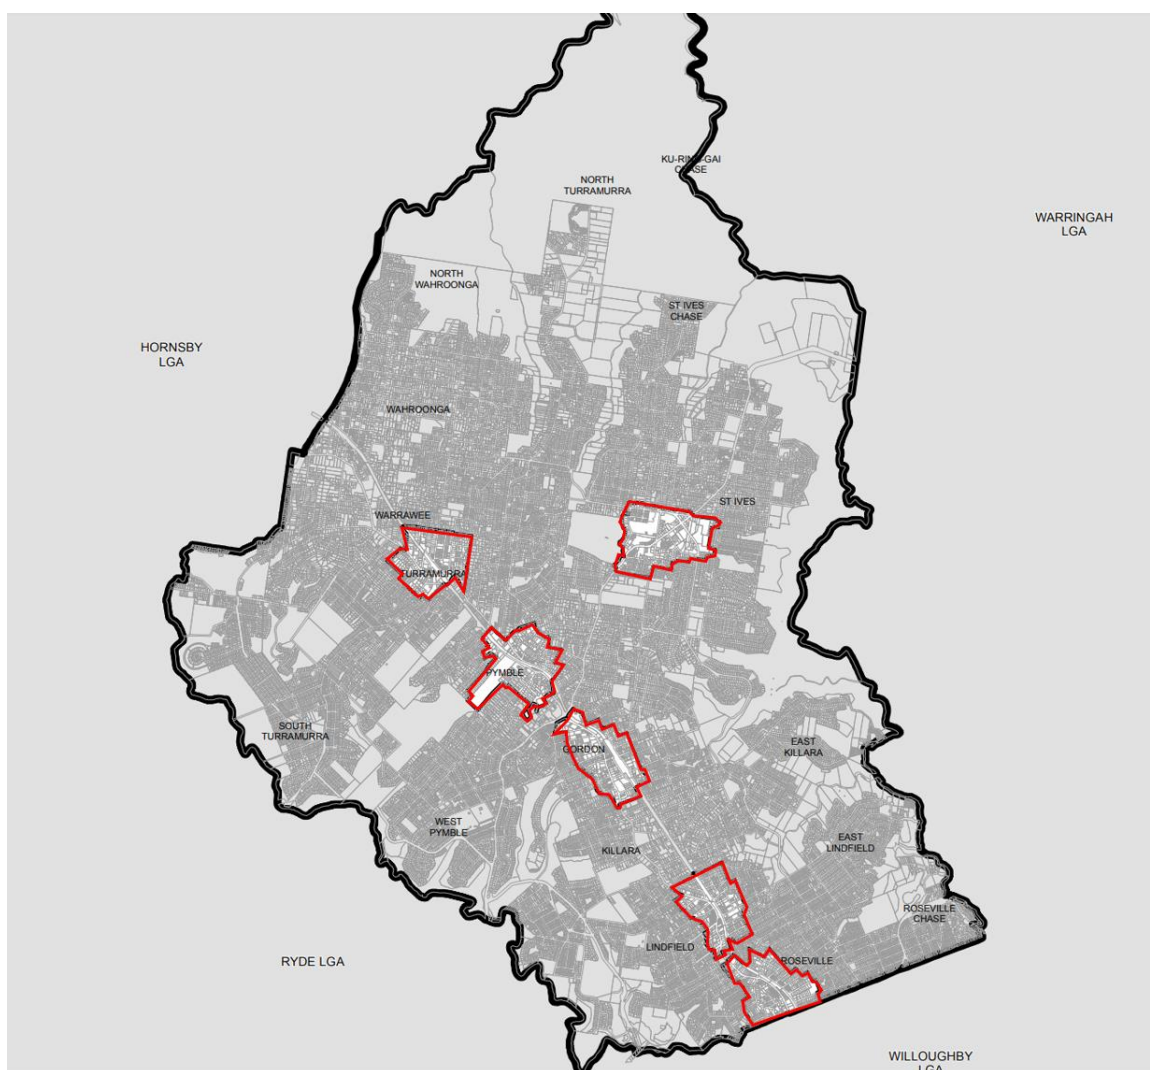 KU-RING-GAI
CHASE
NORTH
TURRAMURRA
WARRINGAH
LGA
NORTH
WAHROONGA
ST IVES
CHASE
HORNSBY
LGA
WAHROONGA
ST IVES
WARRAWEE
TURRAMURRA
PYMBLE
SOUTH
TURRAMURRA
GORDON
EAST
KILLARA
WEST
PYMBLE
EAST
LINDFIELD
KILLARA
ROSEVILLE
CHASE
LINDFIELD
ROSEVILLE
RYDE LGA
WILLOUGHBY
LGA